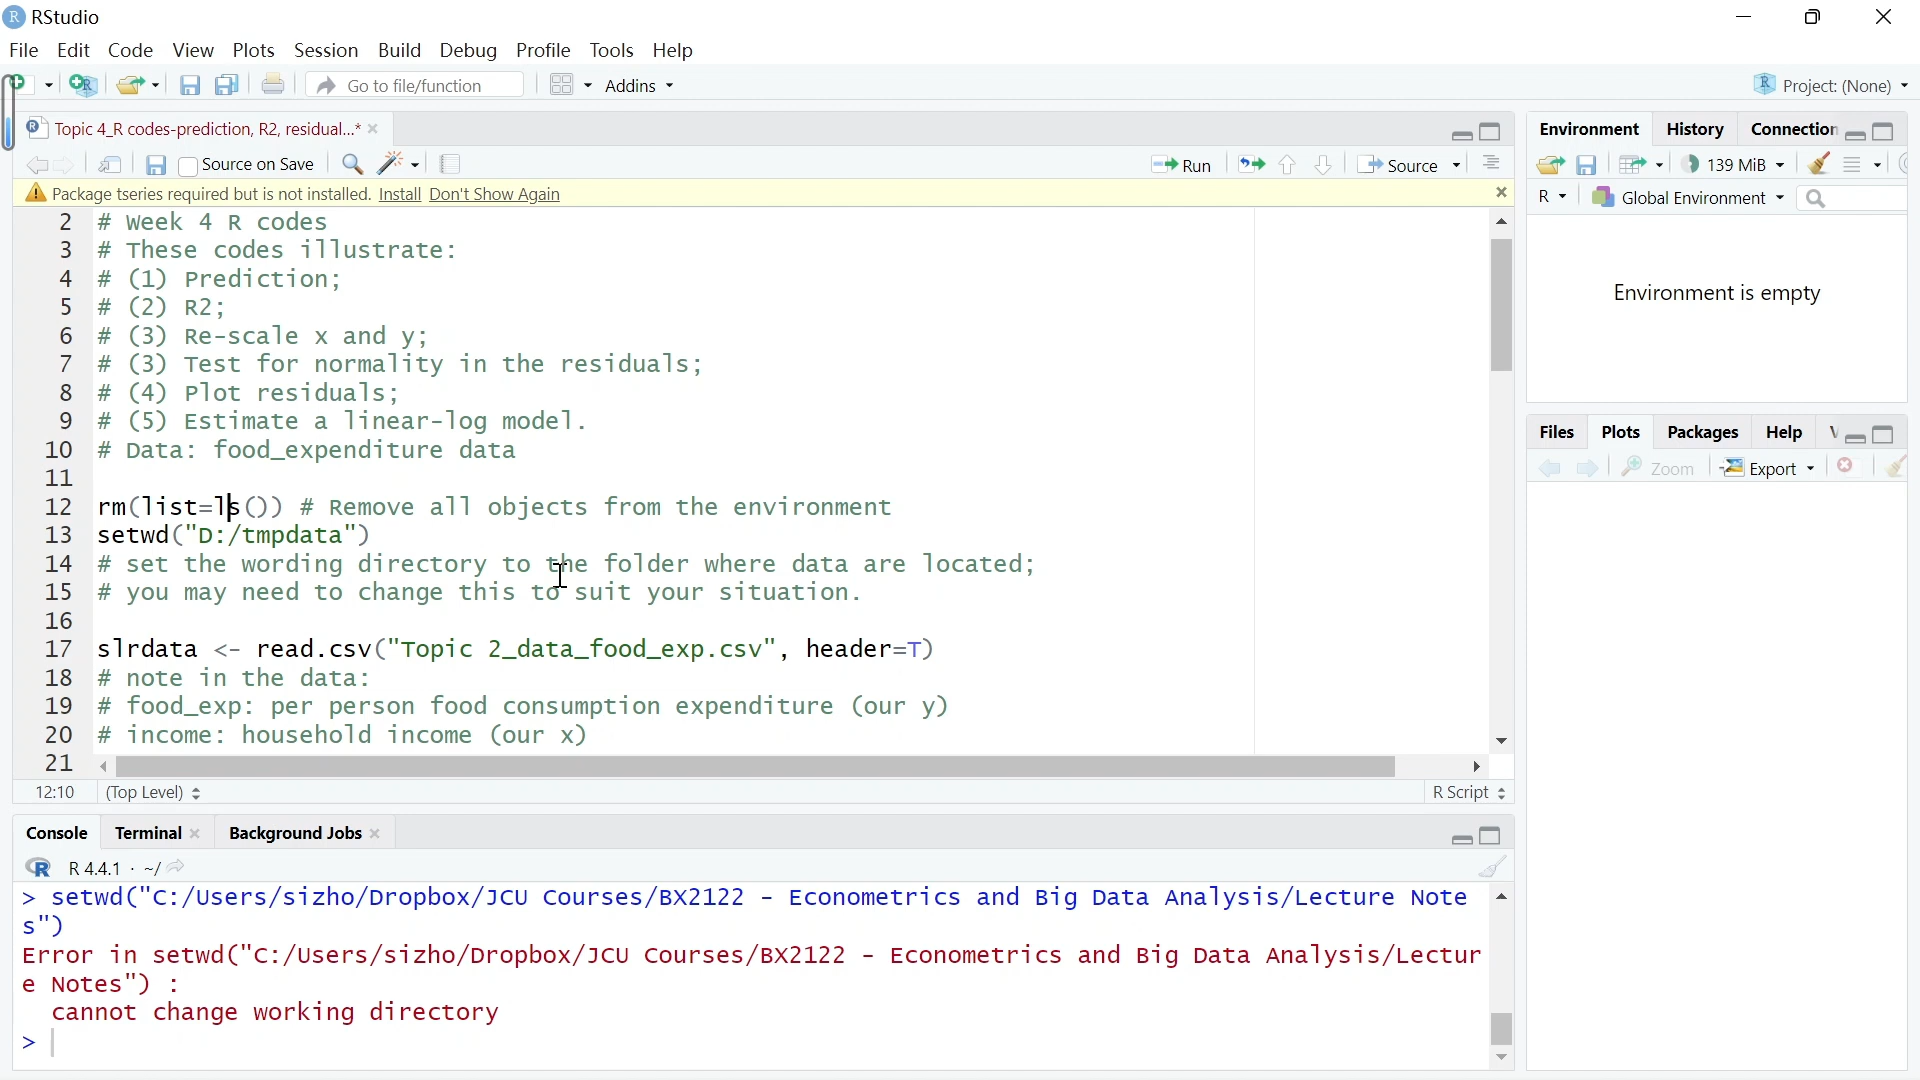 RStudio
File Edit Code View Plots Session Build Debug Profile Tools Help
Go to file/function Addins Project: (None)
Topic 4_R codes-prediction, R2, residual...*
Source on Save Run Source
Package tseries required but is not installed. Install Don't Show Again
2 # Week 4 R codes
3 # These codes illustrate:
4 # (1) Prediction;
5 # (2) R2;
6 # (3) Re-scale x and y;
7 # (3) Test for normality in the residuals;
8 # (4) Plot residuals;
9 # (5) Estimate a linear-log model.
10 # Data: food_expenditure data
11
12 rm(list=ls()) # Remove all objects from the environment
13 setwd("D:/tmpdata")
14 # set the wording directory to the folder where data are located;
15 # you may need to change this to suit your situation.
16
17 slrdata <- read.csv("Topic 2_data_food_exp.csv", header=T)
18 # note in the data:
19 # food_exp: per person food consumption expenditure (our y)
20 # income: household income (our x)
21
12:10 (Top Level) R Script
Console Terminal Background Jobs
R 4.4.1 · ~/
> setwd("C:/Users/sizho/Dropbox/JCU Courses/BX2122 - Econometrics and Big Data Analysis/Lecture Note
s")
Error in setwd("C:/Users/sizho/Dropbox/JCU Courses/BX2122 - Econometrics and Big Data Analysis/Lectur
e Notes") :
cannot change working directory
>
Environment History Connection
139 MiB
R Global Environment
Environment is empty
Files Plots Packages Help V
Zoom Export